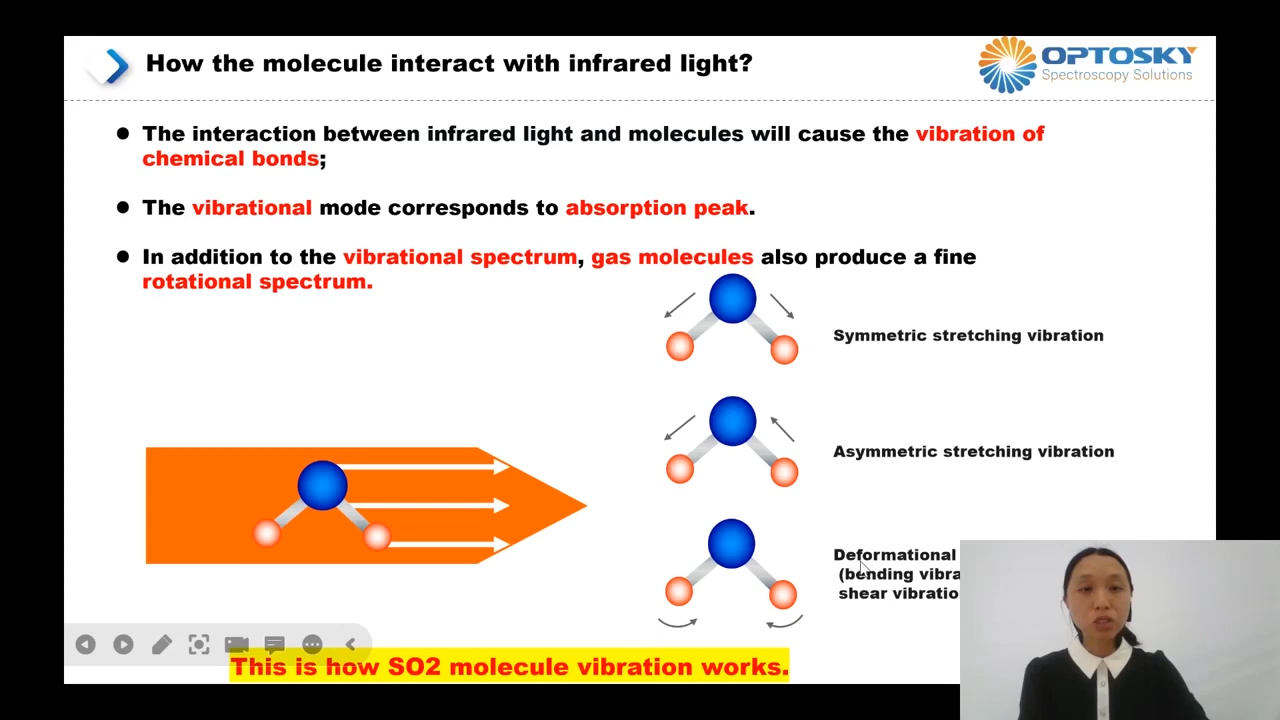 How the molecule interact with infrared light?
OPTOSKY
Spectroscopy Solutions
The interaction between infrared light and molecules will cause the vibration of
chemical bonds;
The vibrational mode corresponds to absorption peak.
In addition to the vibrational spectrum, gas molecules also produce a fine
rotational spectrum.
Symmetric stretching vibration
Asymmetric stretching vibration
Deformational
(bending
shear
This is how SO2 molecule vibration works.